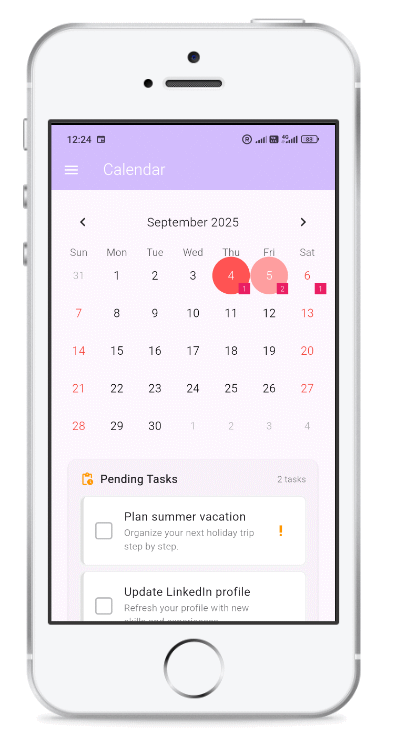 12:24 4G 83
Calendar
September 2025
Sun Mon Tue Wed Thu Fri Sat
31 1 2 3 4 5 6
1 2 1
7 8 9 10 11 12 13
14 15 16 17 18 19 20
21 22 23 24 25 26 27
28 29 30 1 2 3 4
Pending Tasks 2 tasks
Plan summer vacation
Organize your next holiday trip
step by step.
Update LinkedIn profile
Refresh your profile with new